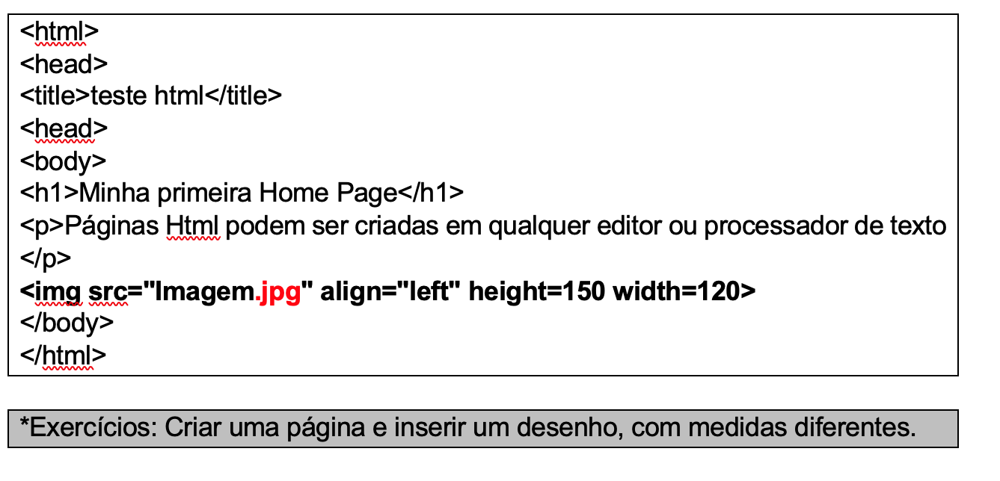 <html>
<head>
<title>teste html</title>
<head>
<body>
<h1>Minha primeira Home Page</h1>
<p>Páginas Html podem ser criadas em qualquer editor ou processador de texto
</p>
<img src="Imagem.jpg" align="left" height=150 width=120>
</body>
</html>
*Exercícios: Criar uma página e inserir um desenho, com medidas diferentes.